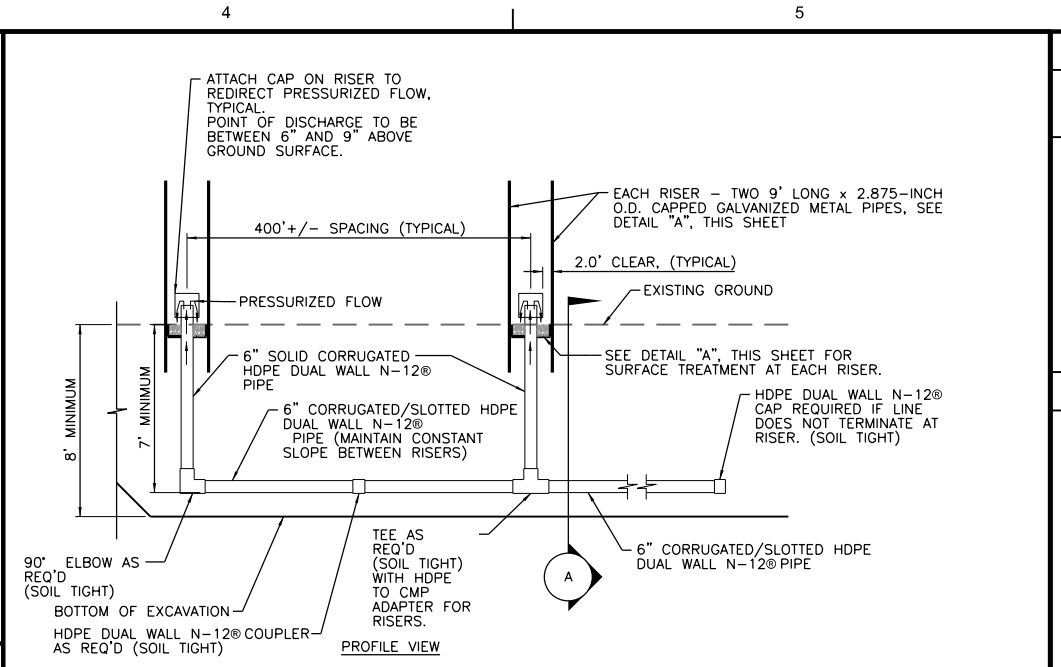 4
5
ATTACH CAP ON RISER TO
REDIRECT PRESSURIZED FLOW,
TYPICAL.
POINT OF DISCHARGE TO BE
BETWEEN 6" AND 9" ABOVE
GROUND SURFACE.
EACH RISER - TWO 9' LONG x 2.875-INCH
O.D. CAPPED GALVANIZED METAL PIPES, SEE
DETAIL "A", THIS SHEET
400'+/- SPACING (TYPICAL)
2.0' CLEAR, (TYPICAL)
PRESSURIZED FLOW
EXISTING GROUND
6" SOLID CORRUGATED
HDPE DUAL WALL N-12®
PIPE
SEE DETAIL "A", THIS SHEET FOR
SURFACE TREATMENT AT EACH RISER.
8' MINIMUM
7' MINIMUM
6" CORRUGATED/SLOTTED HDPE
DUAL WALL N-12®
PIPE (MAINTAIN CONSTANT
SLOPE BETWEEN RISERS)
HDPE DUAL WALL N-12®
CAP REQUIRED IF LINE
DOES NOT TERMINATE AT
RISER. (SOIL TIGHT)
90° ELBOW AS
REQ'D
(SOIL TIGHT)
TEE AS
REQ'D
(SOIL TIGHT)
WITH HDPE
TO CMP
ADAPTER FOR
RISERS.
A
6" CORRUGATED/SLOTTED HDPE
DUAL WALL N-12® PIPE
BOTTOM OF EXCAVATION
HDPE DUAL WALL N-12® COUPLER
AS REQ'D (SOIL TIGHT)
PROFILE VIEW